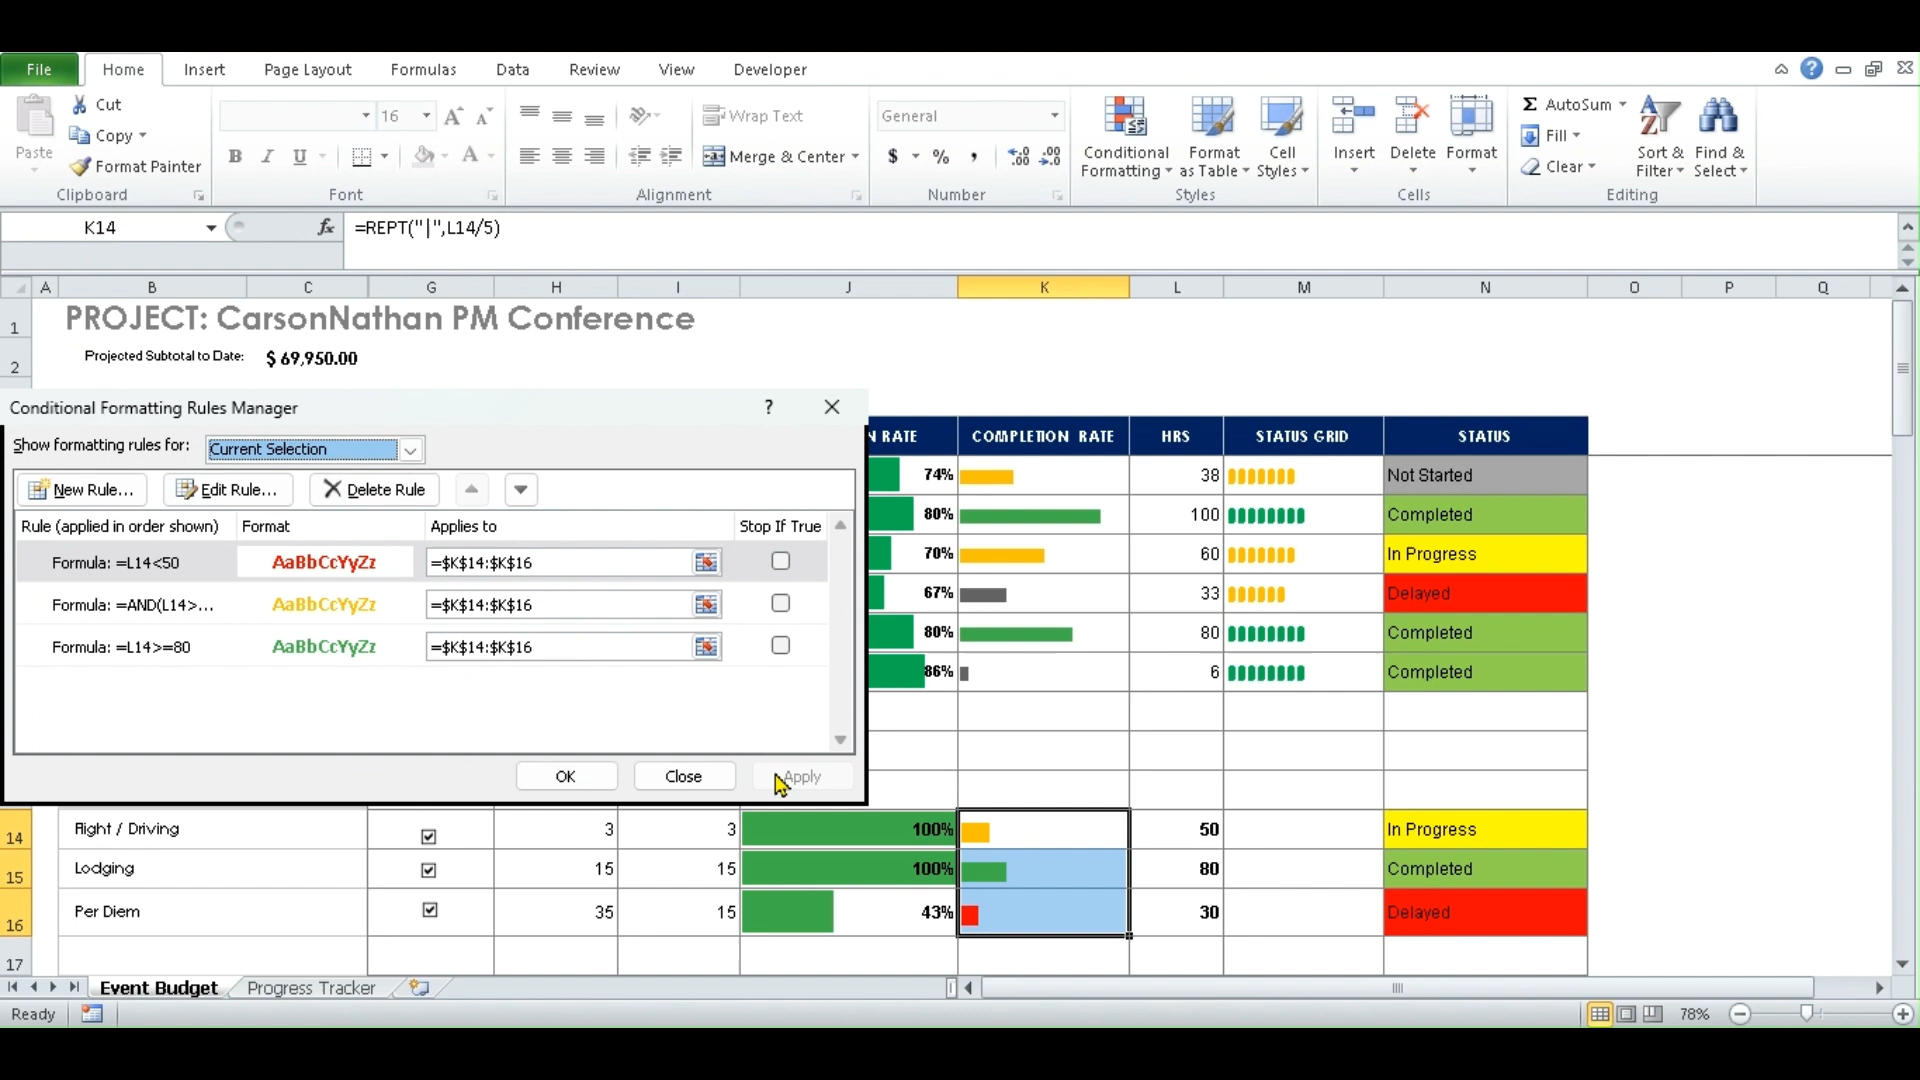 File Home Insert Page Layout Formulas Data Review View Developer
Cut
Copy
Format Painter
Paste
Clipboard
16
B I U A
Font
Wrap Text
Merge & Center
Alignment
General
$ % ,
Number
Conditional Formatting
Format as Table
Cell Styles
Styles
Insert Delete Format
Cells
Σ AutoSum
Fill
Clear
Sort & Filter
Find & Select
Editing
K14 fx =REPT("|",L14/5)
A B C G H I J K L M N O P Q
1 PROJECT: CarsonNathan PM Conference
2 Projected Subtotal to Date: $ 69,950.00
Conditional Formatting Rules Manager ?
Show formatting rules for: Current Selection
New Rule... Edit Rule... Delete Rule
Rule (applied in order shown) Format Applies to Stop If True
Formula: =L14<50 AaBbCcYyZz =$K$14:$K$16
Formula: =AND(L14>... AaBbCcYyZz =$K$14:$K$16
Formula: =L14>=80 AaBbCcYyZz =$K$14:$K$16
OK Close Apply
N RATE COMPLETION RATE HRS STATUS GRID STATUS
74% 38 Not Started
80% 100 Completed
70% 60 In Progress
67% 33 Delayed
80% 80 Completed
86% 6 Completed
14 Flight / Driving 3 3 100% 50 In Progress
15 Lodging 15 15 100% 80 Completed
16 Per Diem 35 15 43% 30 Delayed
17
Event Budget Progress Tracker
Ready 78%